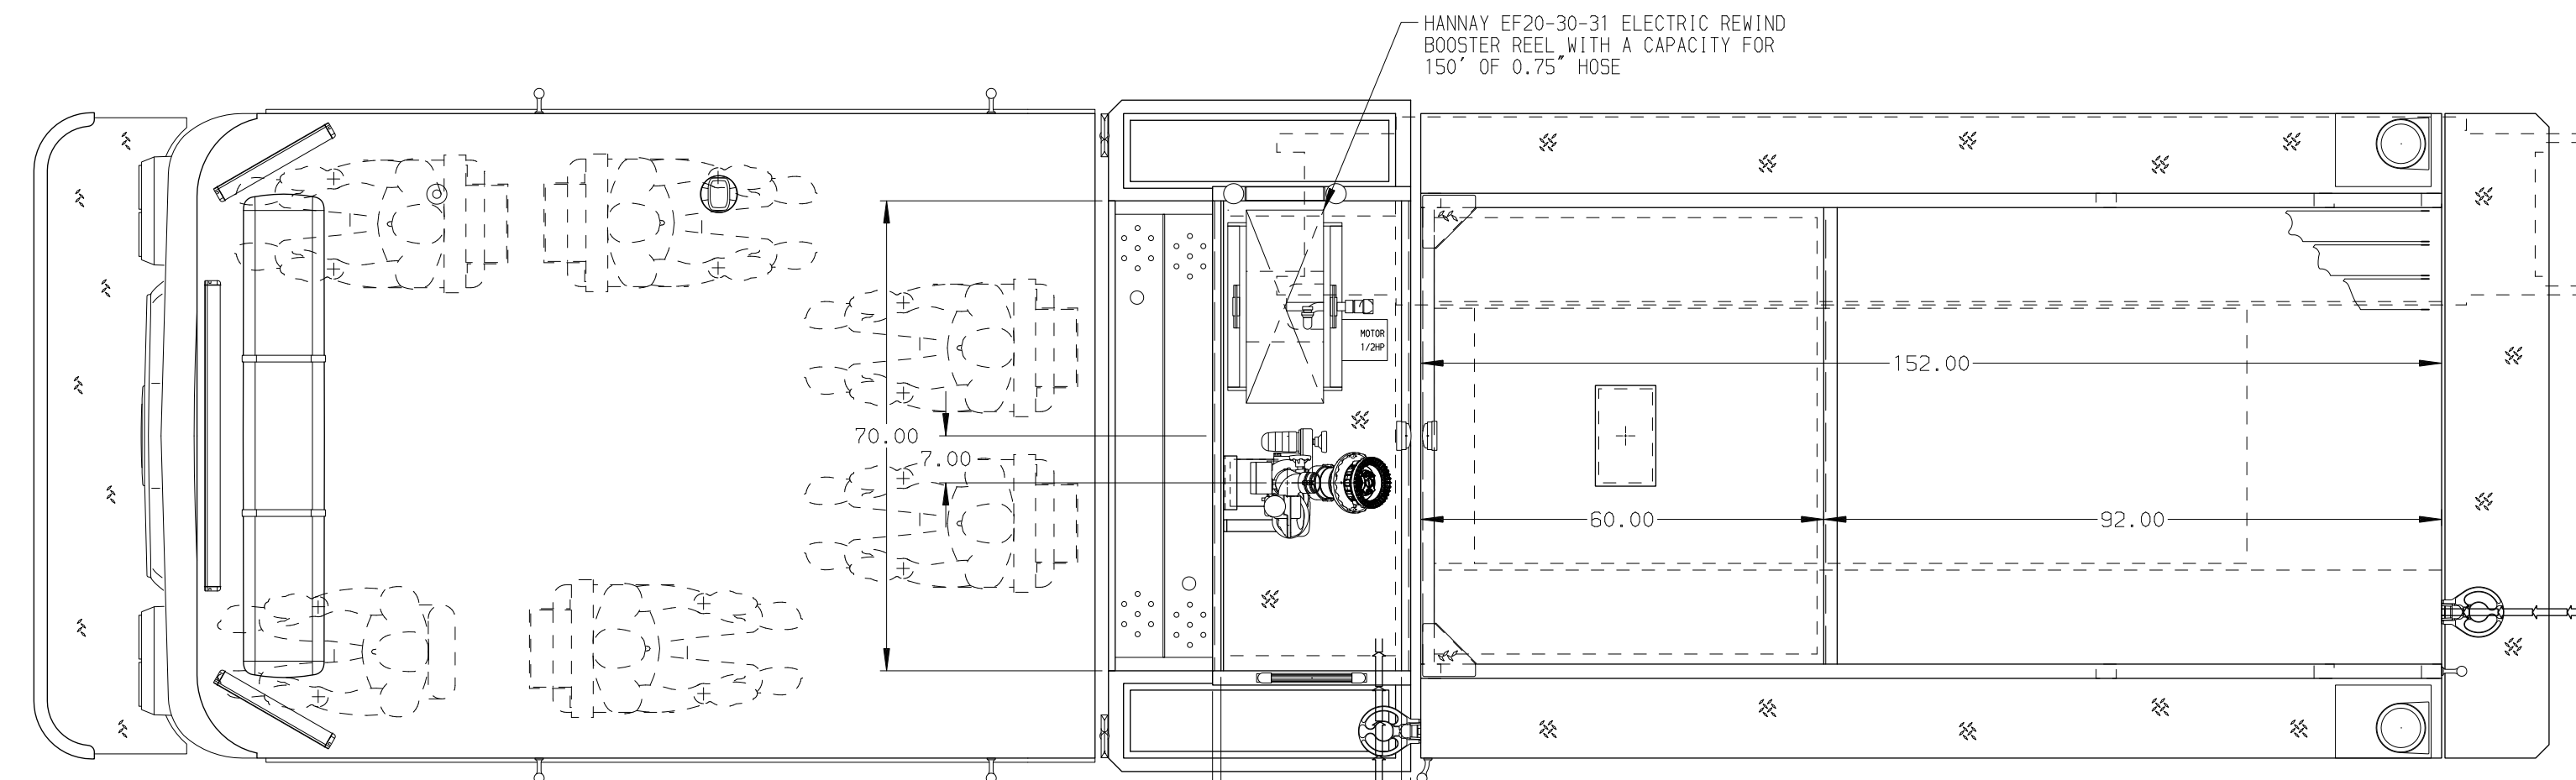 HANNAY EF20-30-31 ELECTRIC REWIND
BOOSTER REEL WITH A CAPACITY FOR
150' OF 0.75" HOSE
MOTOR
1/2HP
152.00
70.00
7.00
60.00
92.00